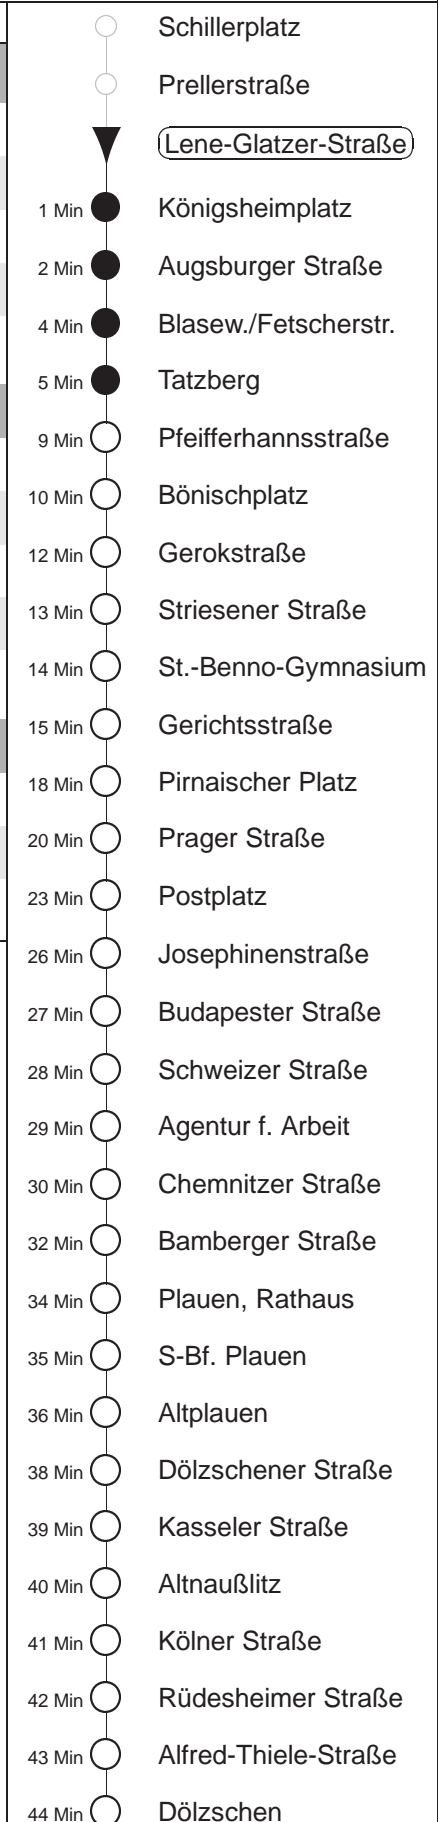 Schillerplatz
Prellerstraße
Lene-Glatzer-Straße
1 Min Königsheimplatz
2 Min Augsburger Straße
4 Min Blasew./Fetscherstr.
5 Min Tatzberg
9 Min Pfeifferhannsstraße
10 Min Bönischplatz
12 Min Gerokstraße
13 Min Striesener Straße
14 Min St.-Benno-Gymnasium
15 Min Gerichtsstraße
18 Min Pirnaischer Platz
20 Min Prager Straße
23 Min Postplatz
26 Min Josephinenstraße
27 Min Budapester Straße
28 Min Schweizer Straße
29 Min Agentur f. Arbeit
30 Min Chemnitzer Straße
32 Min Bamberger Straße
34 Min Plauen, Rathaus
35 Min S-Bf. Plauen
36 Min Altplauen
38 Min Dölzschener Straße
39 Min Kasseler Straße
40 Min Altnaußlitz
41 Min Kölner Straße
42 Min Rüdesheimer Straße
43 Min Alfred-Thiele-Straße
44 Min Dölzschen